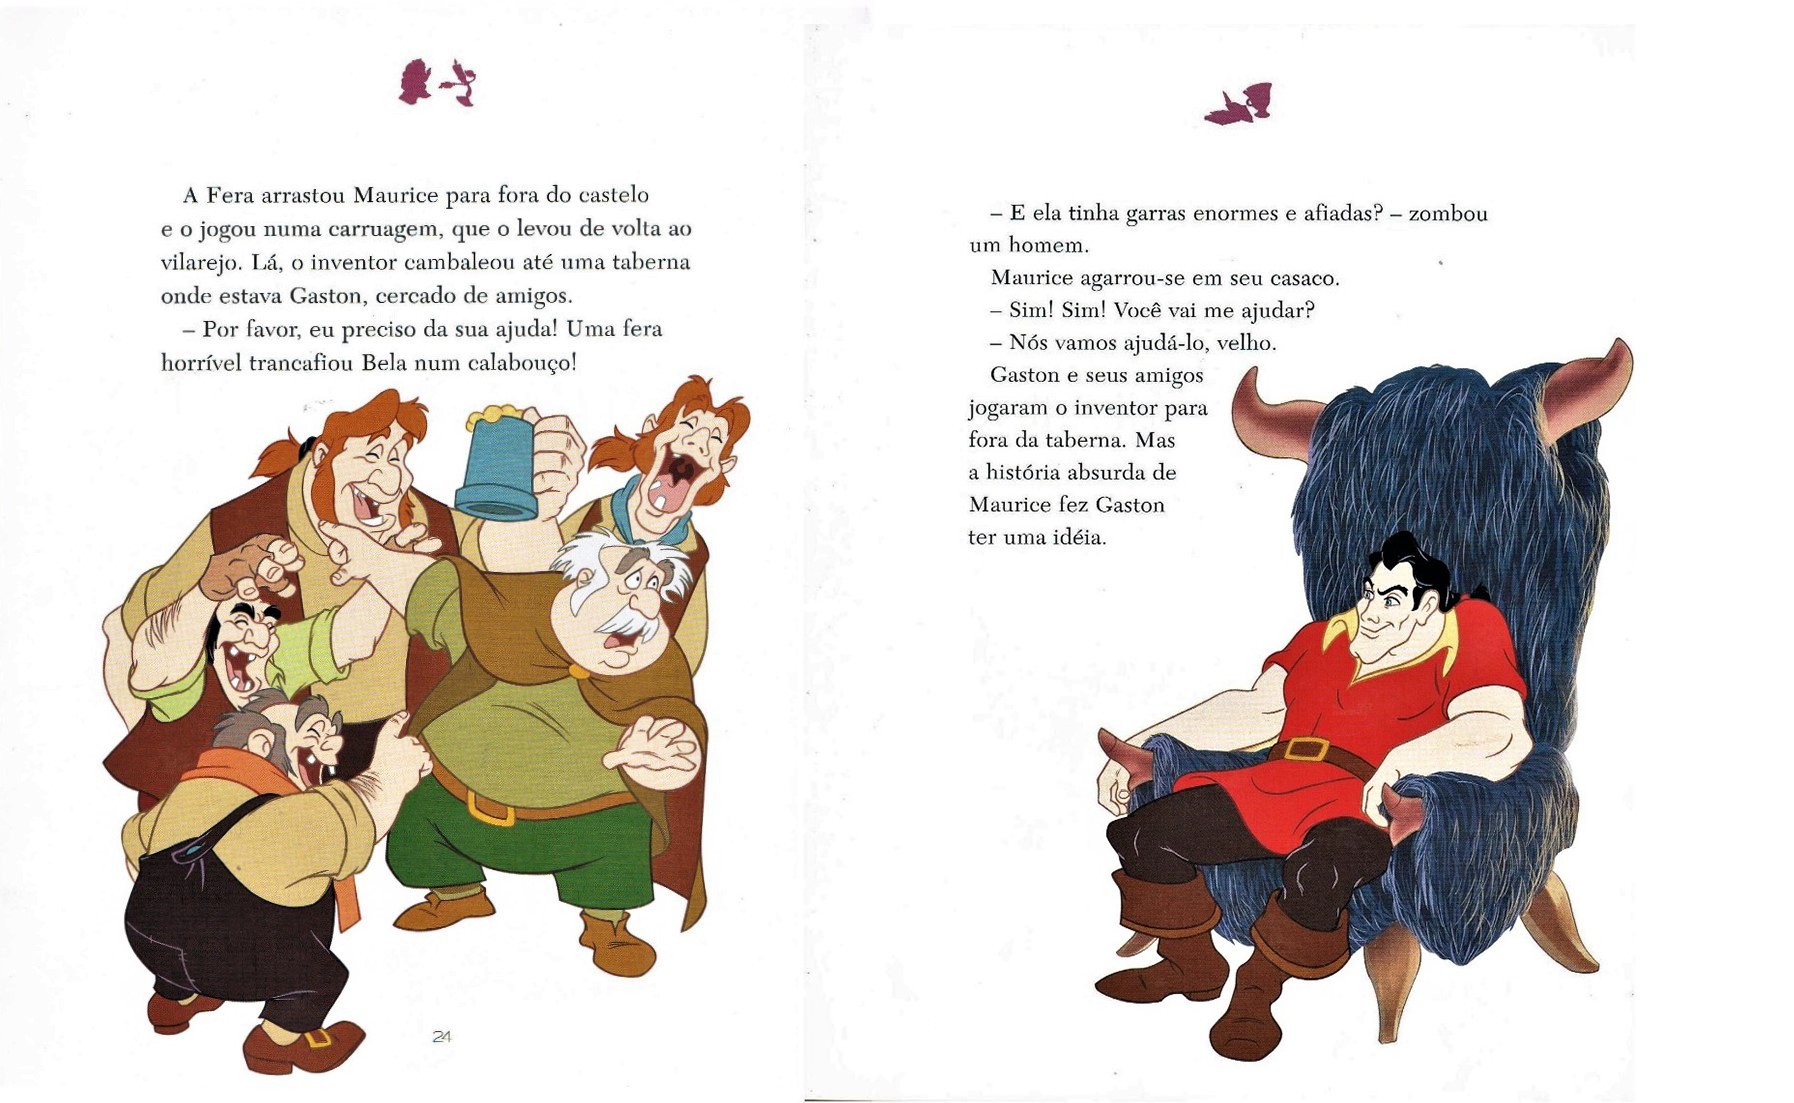 A Fera arrastou Maurice para fora do castelo
e o jogou numa carruagem, que o levou de volta ao
vilarejo. Lá, o inventor cambaleou até uma taberna
onde estava Gaston, cercado de amigos.
– Por favor, eu preciso da sua ajuda! Uma fera
horrível trancafiou Bela num calabouço!
24
– E ela tinha garras enormes e afiadas? – zombou
um homem.
Maurice agarrou-se em seu casaco.
– Sim! Sim! Você vai me ajudar?
– Nós vamos ajudá-lo, velho.
Gaston e seus amigos
jogaram o inventor para
fora da taberna. Mas
a história absurda de
Maurice fez Gaston
ter uma idéia.